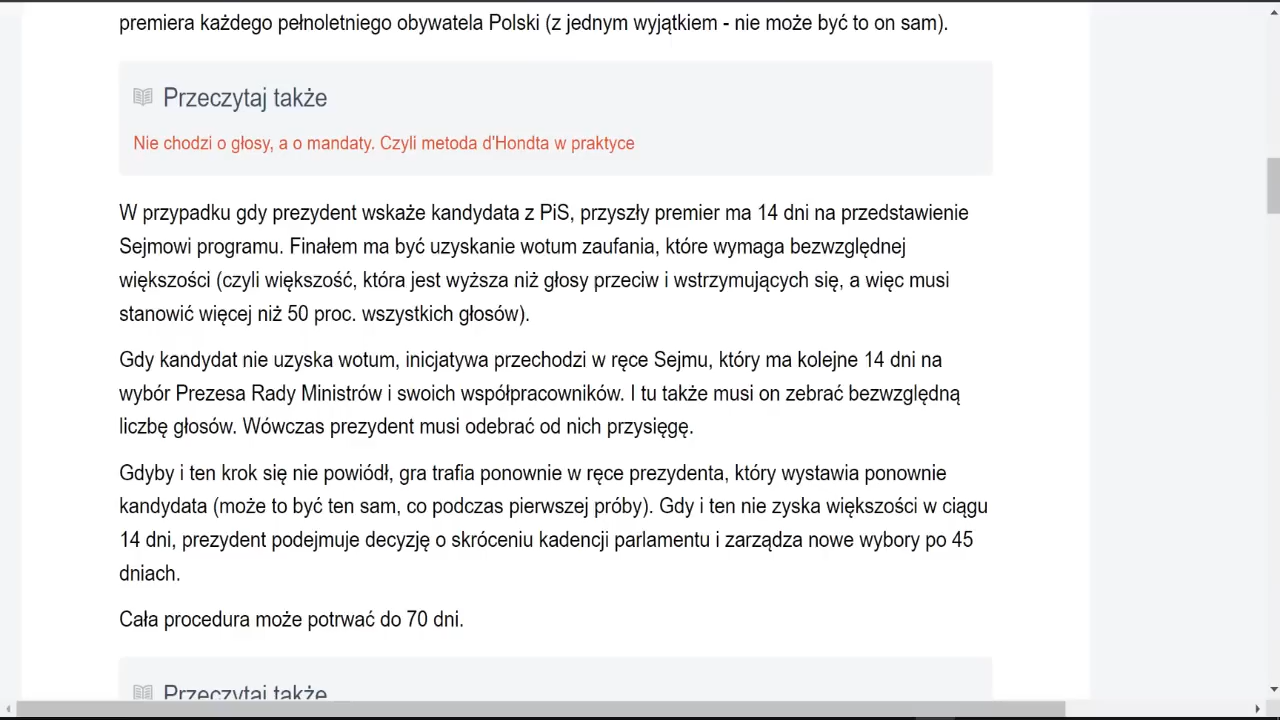 premiera każdego pełnoletniego obywatela Polski (z jednym wyjątkiem - nie może być to on sam).
Przeczytaj także
Nie chodzi o głosy, a o mandaty. Czyli metoda d'Hondta w praktyce
W przypadku gdy prezydent wskaże kandydata z PiS, przyszły premier ma 14 dni na przedstawienie
Sejmowi programu. Finałem ma być uzyskanie wotum zaufania, które wymaga bezwzględnej
większości (czyli większość, która jest wyższa niż głosy przeciw i wstrzymujących się, a więc musi
stanowić więcej niż 50 proc. wszystkich głosów).
Gdy kandydat nie uzyska wotum, inicjatywa przechodzi w ręce Sejmu, który ma kolejne 14 dni na
wybór Prezesa Rady Ministrów i swoich współpracowników. I tu także musi on zebrać bezwzględną
liczbę głosów. Wówczas prezydent musi odebrać od nich przysięgę.
Gdyby i ten krok się nie powiódł, gra trafia ponownie w ręce prezydenta, który wystawia ponownie
kandydata (może to być ten sam, co podczas pierwszej próby). Gdy i ten nie zyska większości w ciągu
14 dni, prezydent podejmuje decyzję o skróceniu kadencji parlamentu i zarządza nowe wybory po 45
dniach.
Cała procedura może potrwać do 70 dni.
Przeczytaj także